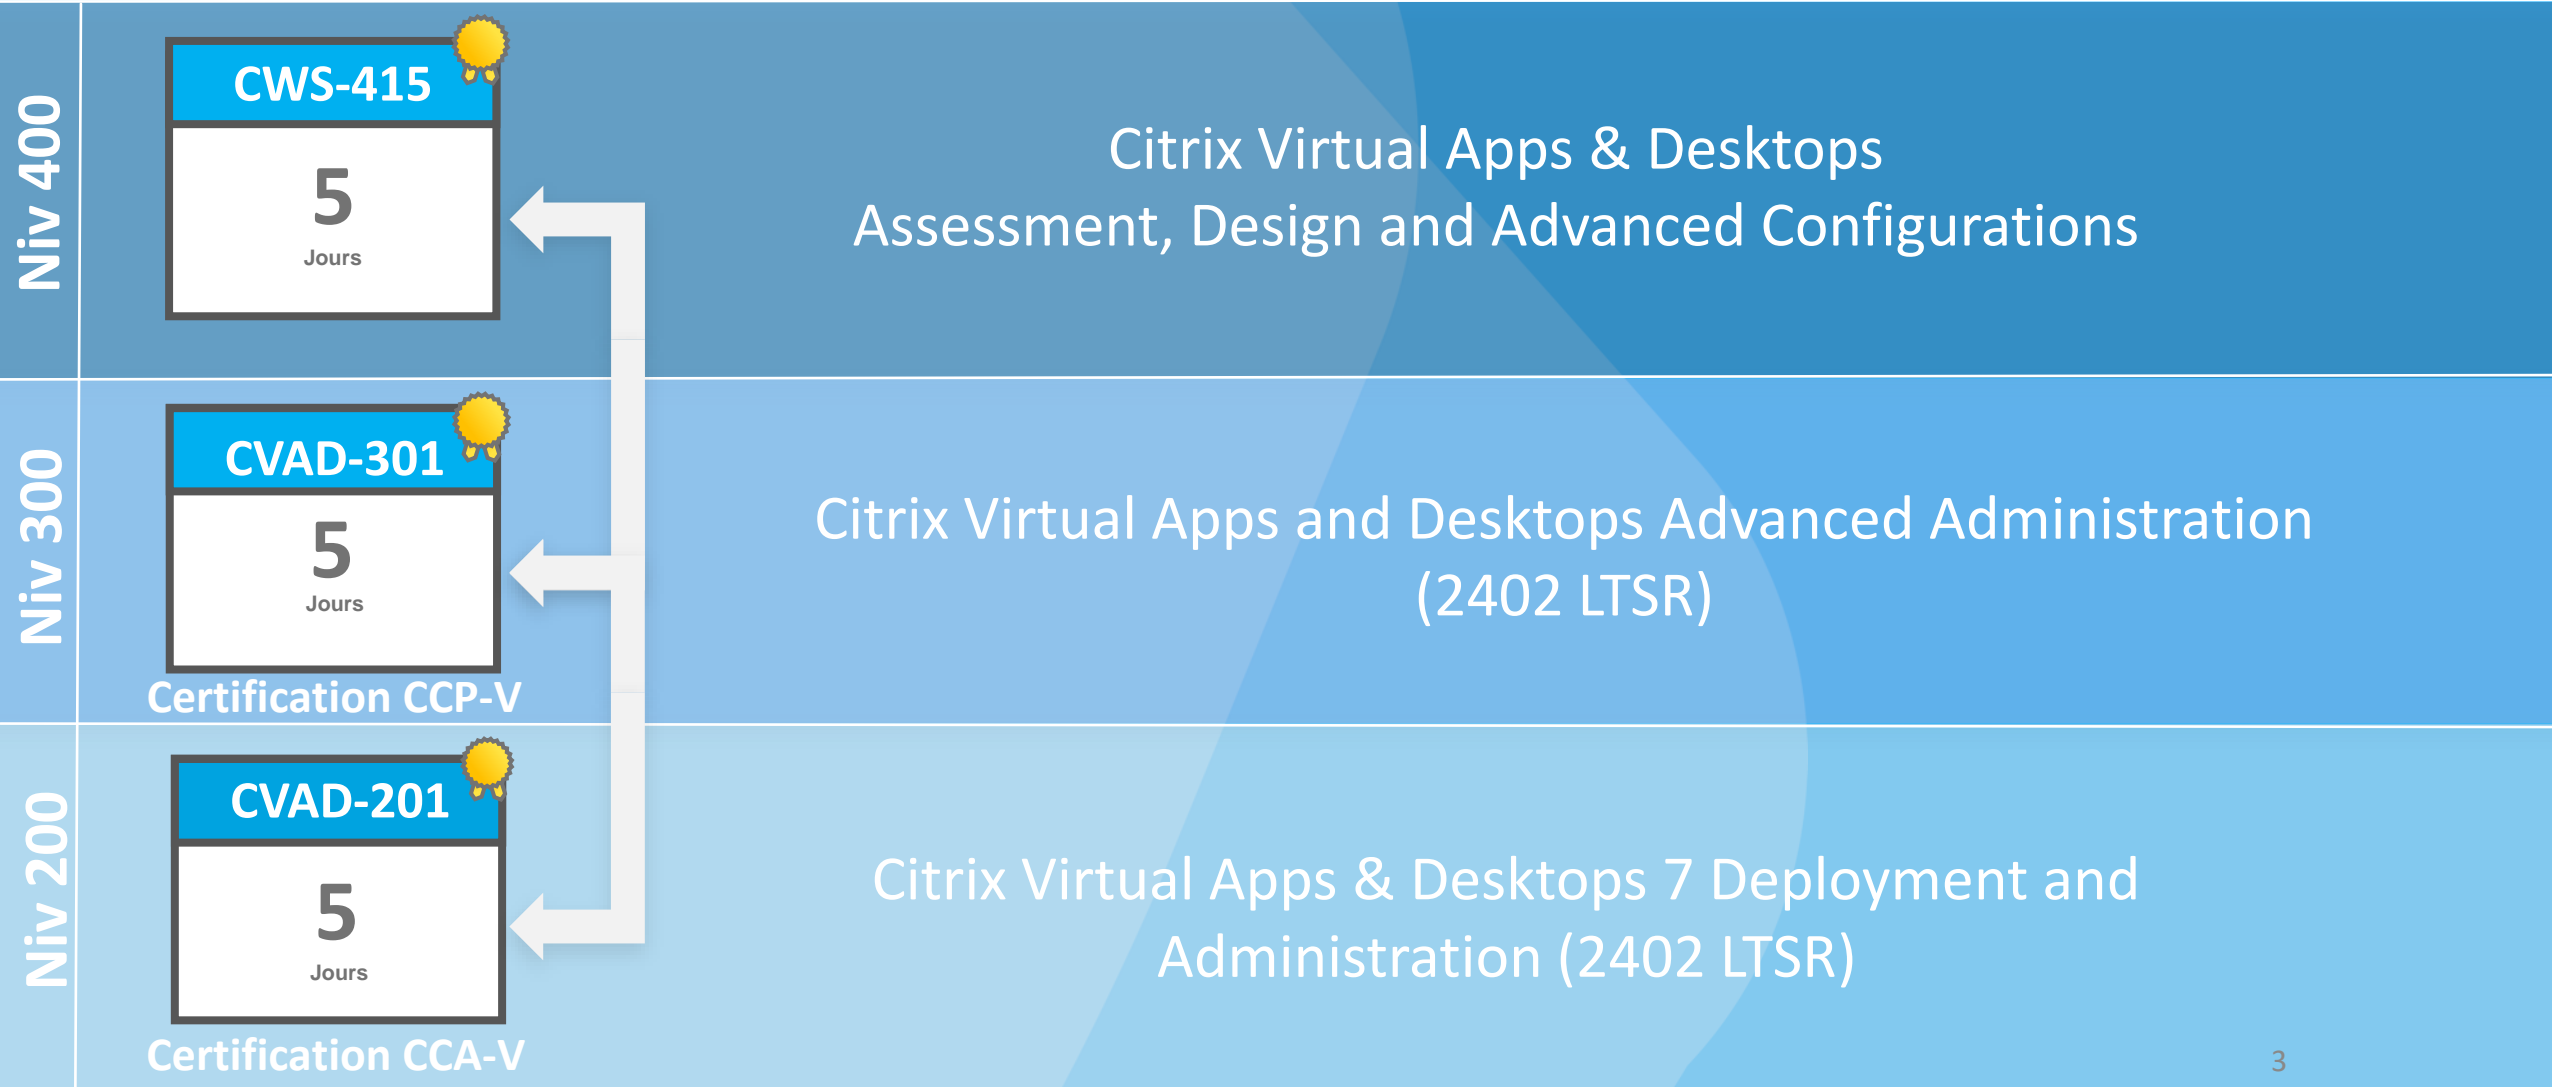 Niv 400
CWS-415
5
Jours
Citrix Virtual Apps & Desktops
Assessment, Design and Advanced Configurations
Niv 300
CVAD-301
5
Jours
Certification CCP-V
Citrix Virtual Apps and Desktops Advanced Administration
(2402 LTSR)
Niv 200
CVAD-201
5
Jours
Certification CCA-V
Citrix Virtual Apps & Desktops 7 Deployment and
Administration (2402 LTSR)
3